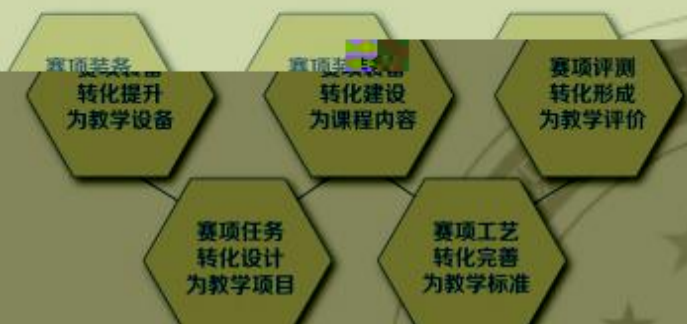 赛项装备
转化提升
为教学设备
赛项
转化建设
为课程内容
赛项评测
转化形成
为教学评价
赛项任务
转化设计
为教学项目
赛项工艺
转化完善
为教学标准